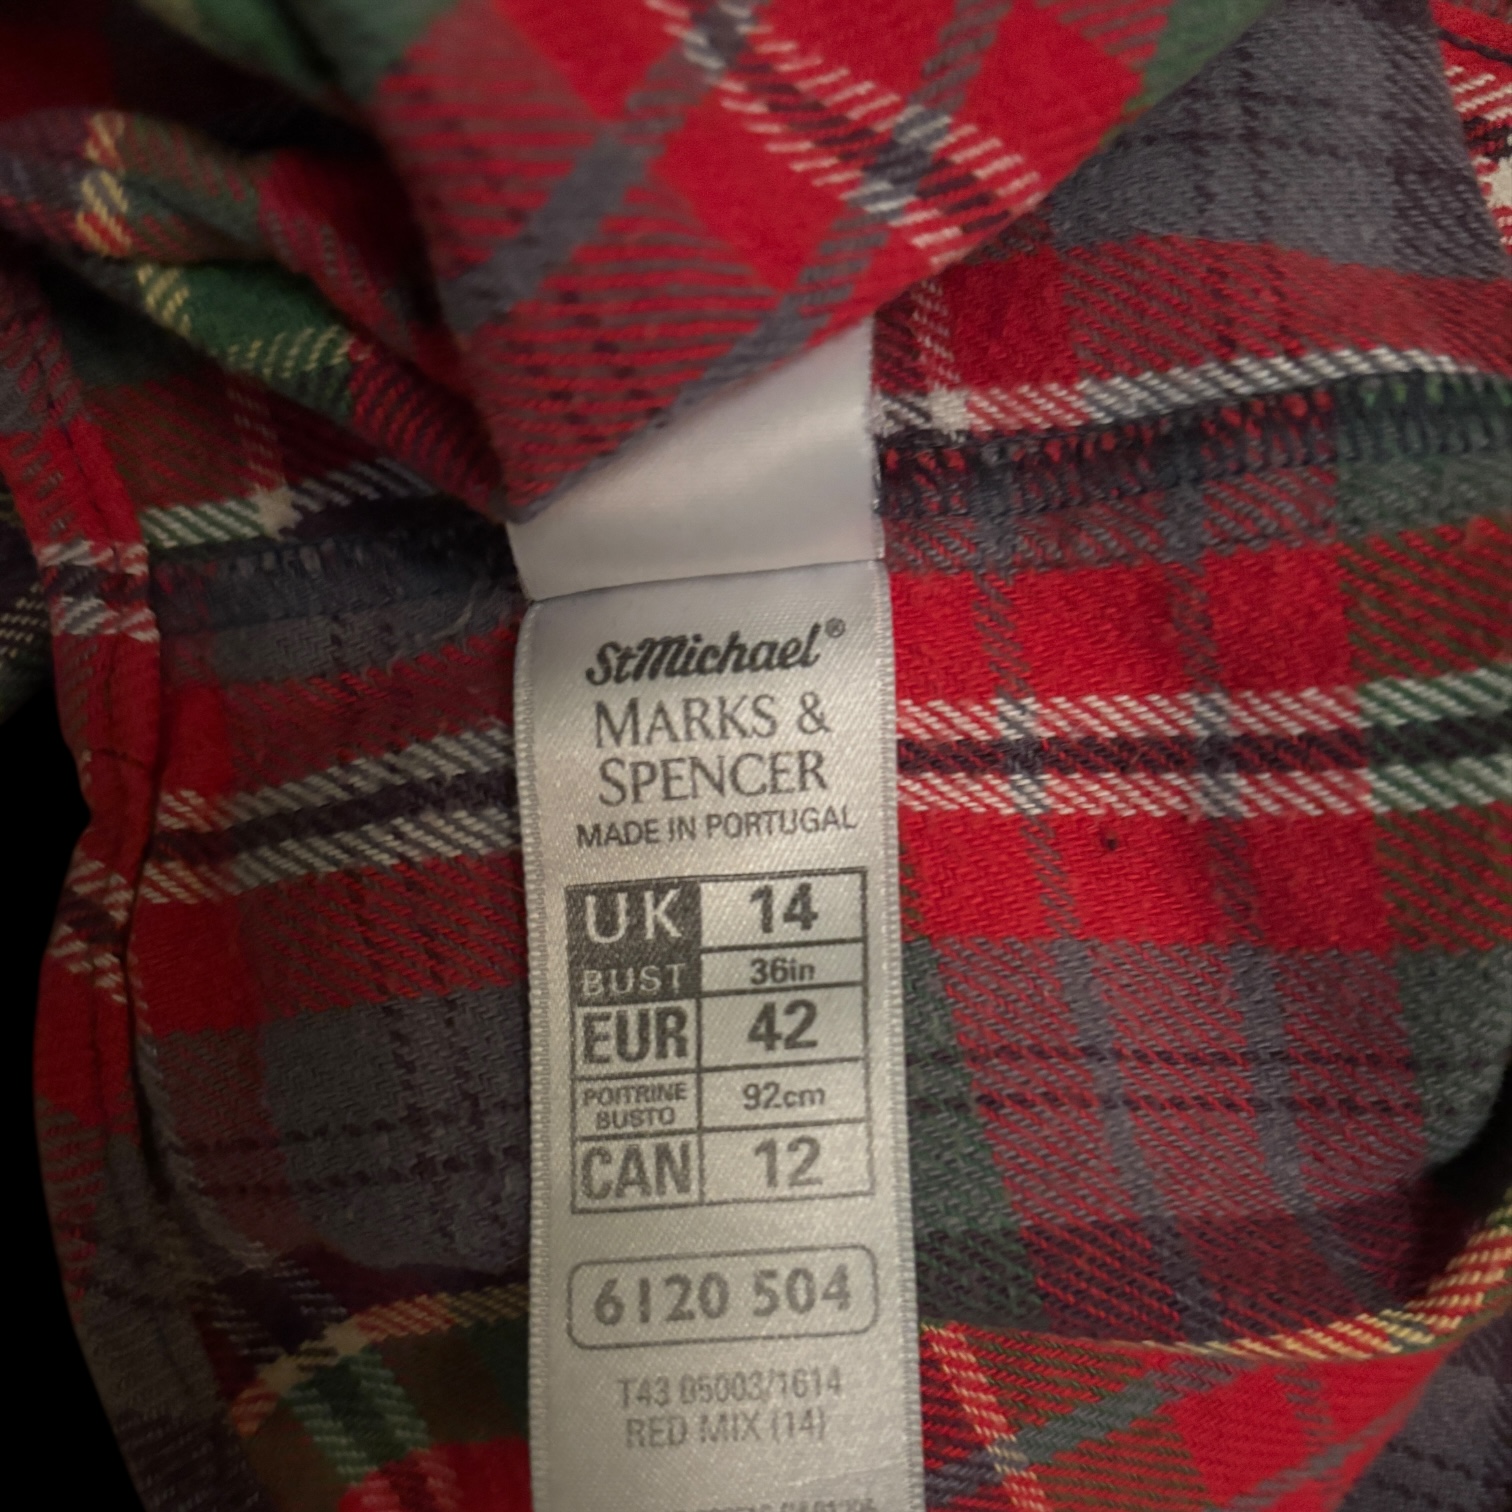 StMichael®
MARKS &
SPENCER
MADE IN PORTUGAL
UK 14
BUST 36in
EUR 42
POITRINE
BUSTO 92cm
CAN 12
6120 504
T43 05003/1614
RED MIX (14)